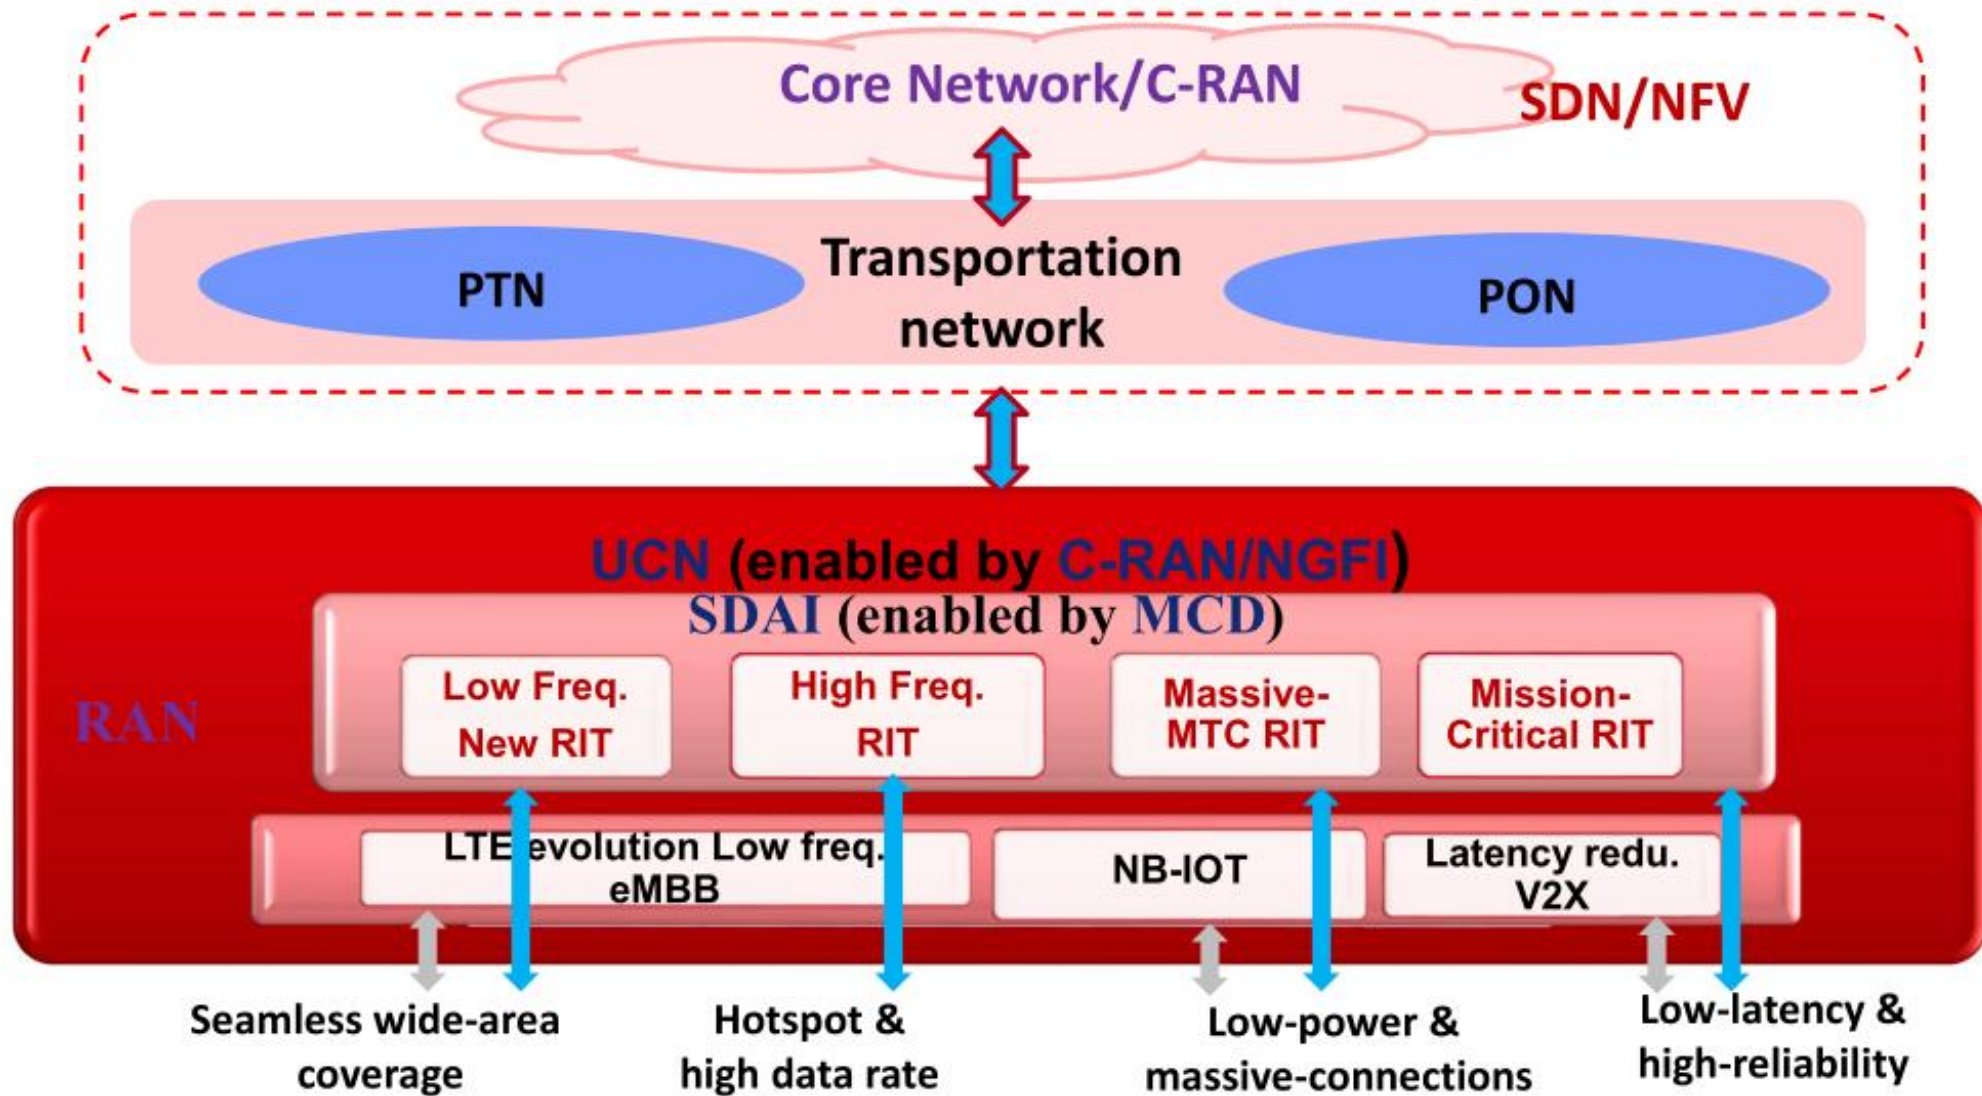 Core Network/C-RAN
SDN/NFV
Transportation
network
PTN
PON
UCN (enabled by C-RAN/NGFI)
SDAI (enabled by MCD)
RAN
Low Freq.
New RIT
High Freq.
RIT
Massive-
MTC RIT
Mission-
Critical RIT
LTE evolution Low freq.
eMBB
NB-IOT
Latency redu.
V2X
Seamless wide-area
coverage
Hotspot &
high data rate
Low-power &
massive-connections
Low-latency &
high-reliability